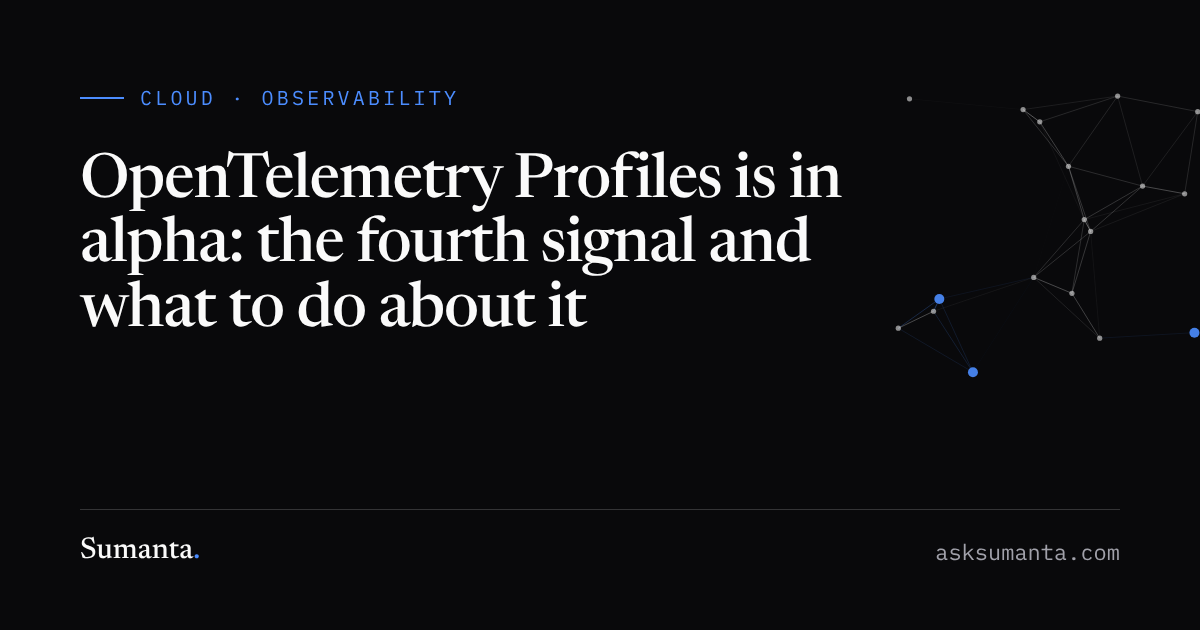 CLOUD · OBSERVABILITY
OpenTelemetry Profiles is in
alpha: the fourth signal and
what to do about it
Sumanta.
asksumanta.com